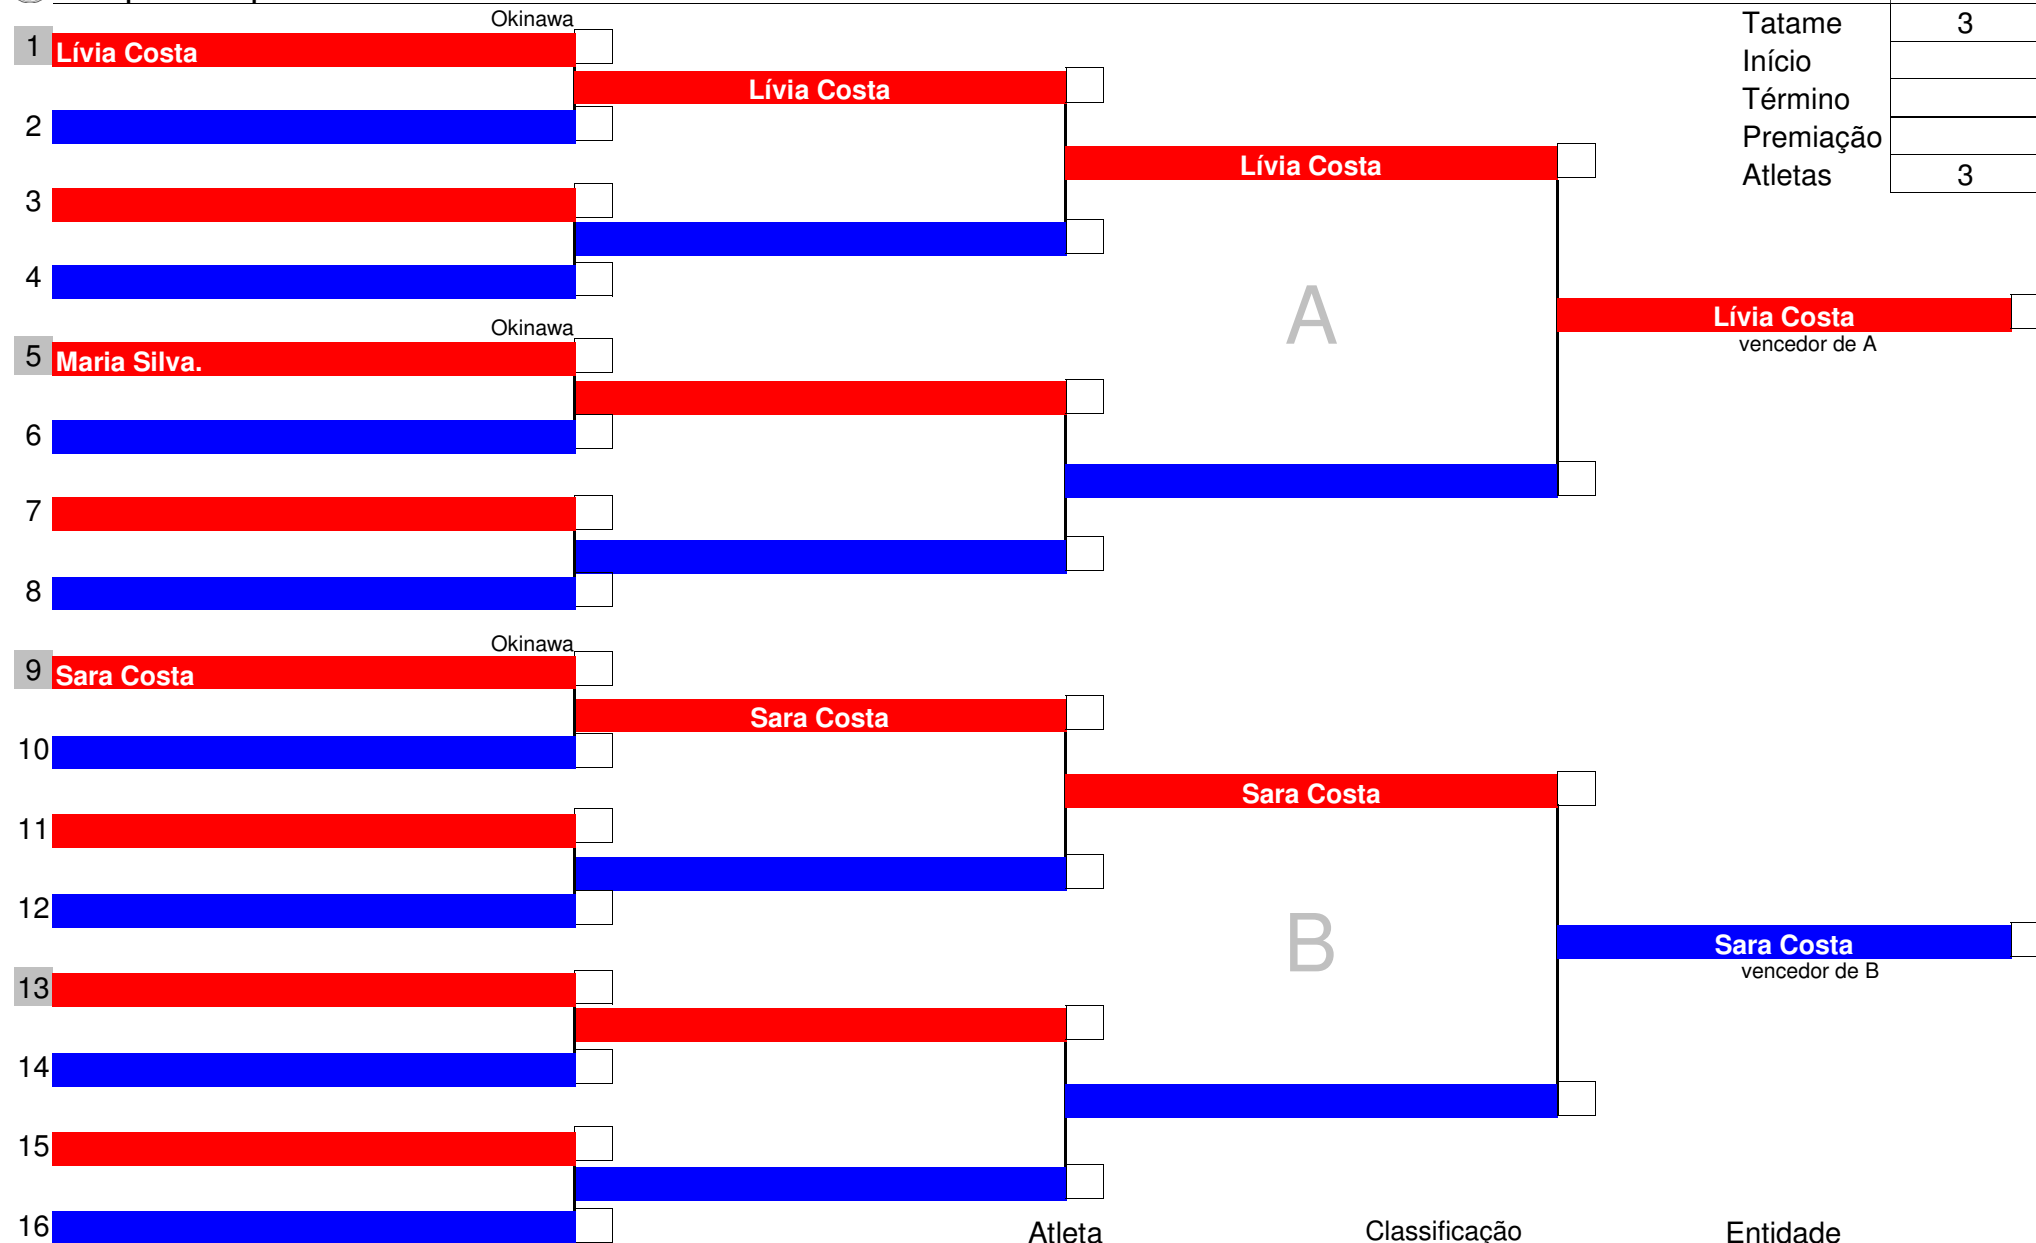 Okinawa
Tatame 3
1 Lívia Costa
Início
Lívia Costa
Término
2
Premiação
Lívia Costa
Atletas 3
3
4
A
Lívia Costa
Okinawa
vencedor de A
5 Maria Silva.
6
7
8
Okinawa
9 Sara Costa
Sara Costa
10
Sara Costa
11
12
B
Sara Costa
vencedor de B
13
14
15
16
Atleta Classificação Entidade